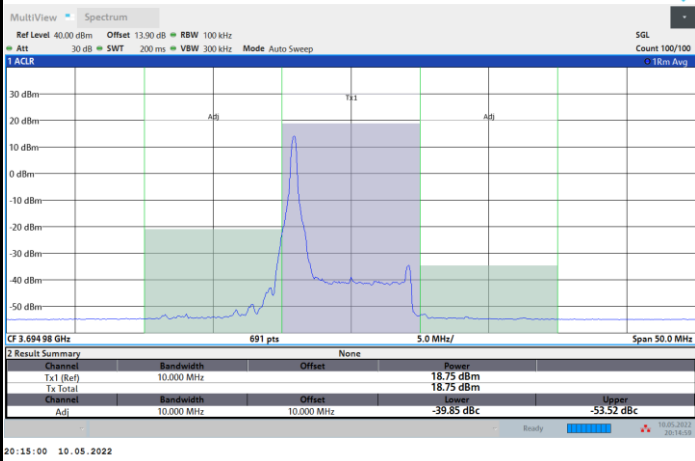 MultiView Spectrum
Ref Level 40.00 dBm Offset 13.90 dB RBW 100 kHz SGL
Att 30 dB SWT 200 ms VBW 300 kHz Mode Auto Sweep Count 100/100
1 ACLR 1Rm Avg
30 dBm
Tx1
20 dBm
Adj Adj
10 dBm
0 dBm
-10 dBm
-20 dBm
-30 dBm
-40 dBm
-50 dBm
CF 3.694 98 GHz 691 pts 5.0 MHz/ Span 50.0 MHz
2 Result Summary None
Channel Bandwidth Offset Power
Tx1 (Ref) 10.000 MHz 18.75 dBm
Tx Total 18.75 dBm
Channel Bandwidth Offset Lower Upper
Adj 10.000 MHz 10.000 MHz -39.85 dBc -53.52 dBc
Ready 10.05.2022
20:14:59
20:15:00 10.05.2022